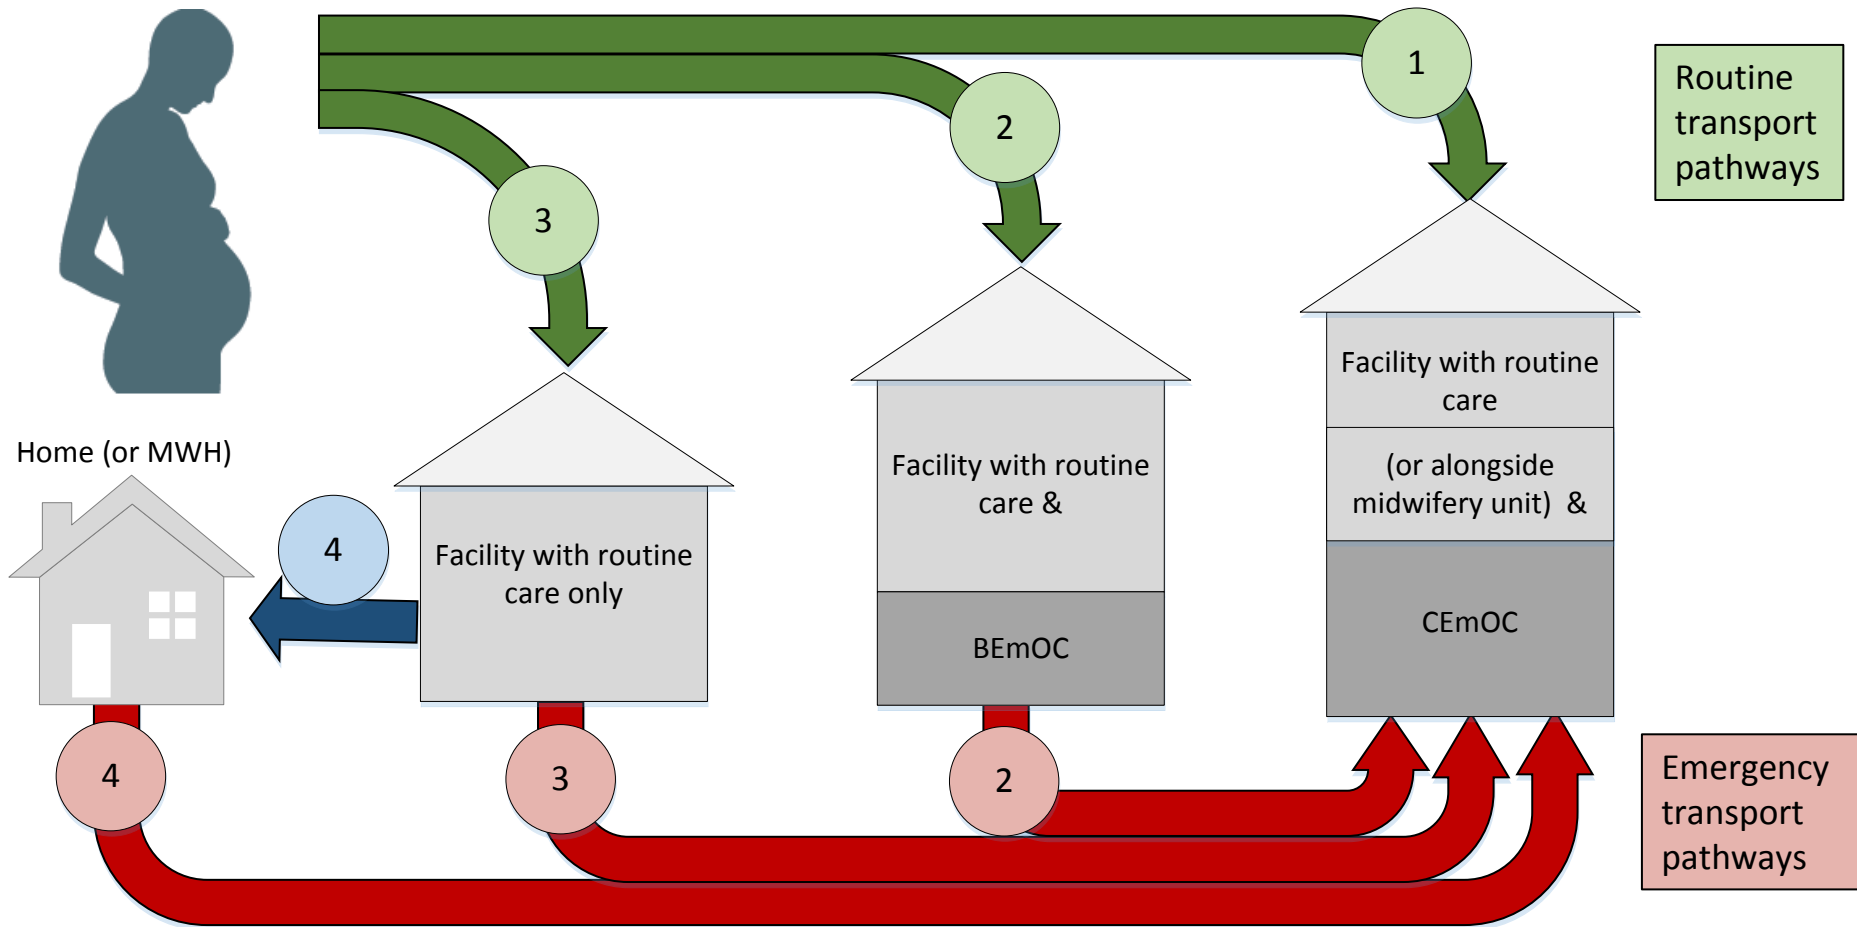 1
2
3
Routine
transport
pathways
Home (or MWH)
4
Facility with routine
care only
Facility with routine
care &
BEmOC
Facility with routine
care
(or alongside
midwifery unit)  &
CEmOC
4
3
2
Emergency
transport
pathways